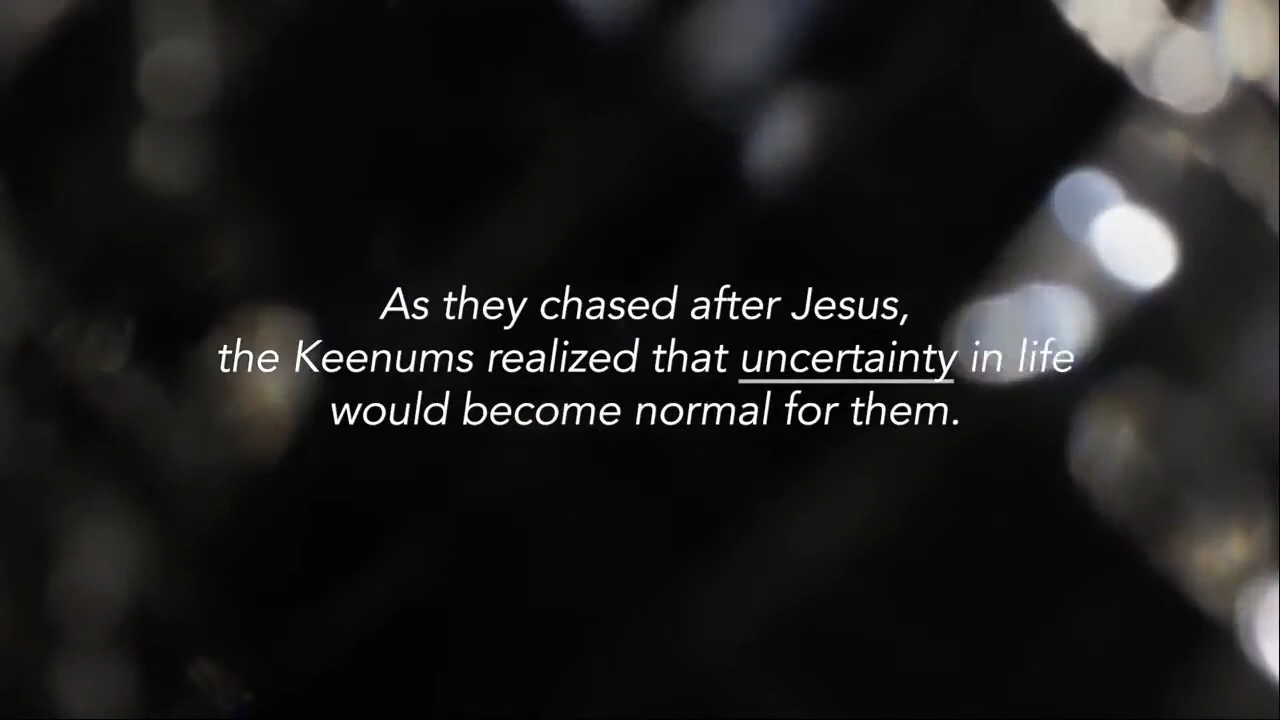 As they chased after Jesus,
the Keenums realized that uncertainty in life
would become normal for them.